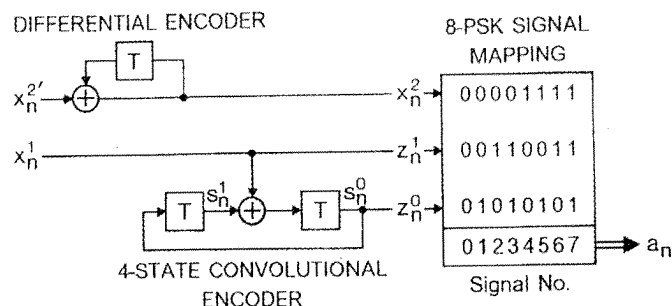 DIFFERENTIAL ENCODER
8-PSK SIGNAL
MAPPING
T
x_n^2' + x_n^2 00001111
x_n^1 z_n^1 00110011
T s_n^1 + T s_n^0 z_n^0 01010101
01234567 a_n
4-STATE CONVOLUTIONAL
ENCODER
Signal No.